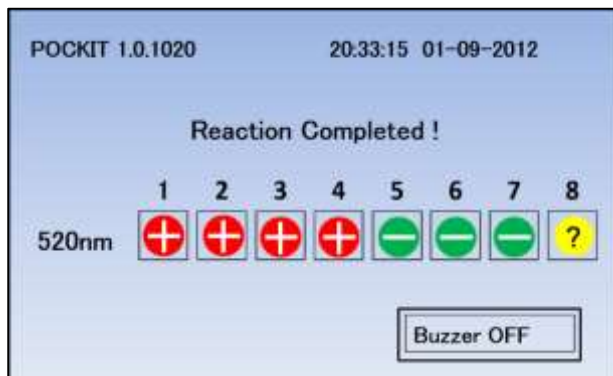 POCKIT 1.0.1020 20:33:15 01-09-2012
Reaction Completed !
1 2 3 4 5 6 7 8
520nm + + + + − − − ?
Buzzer OFF